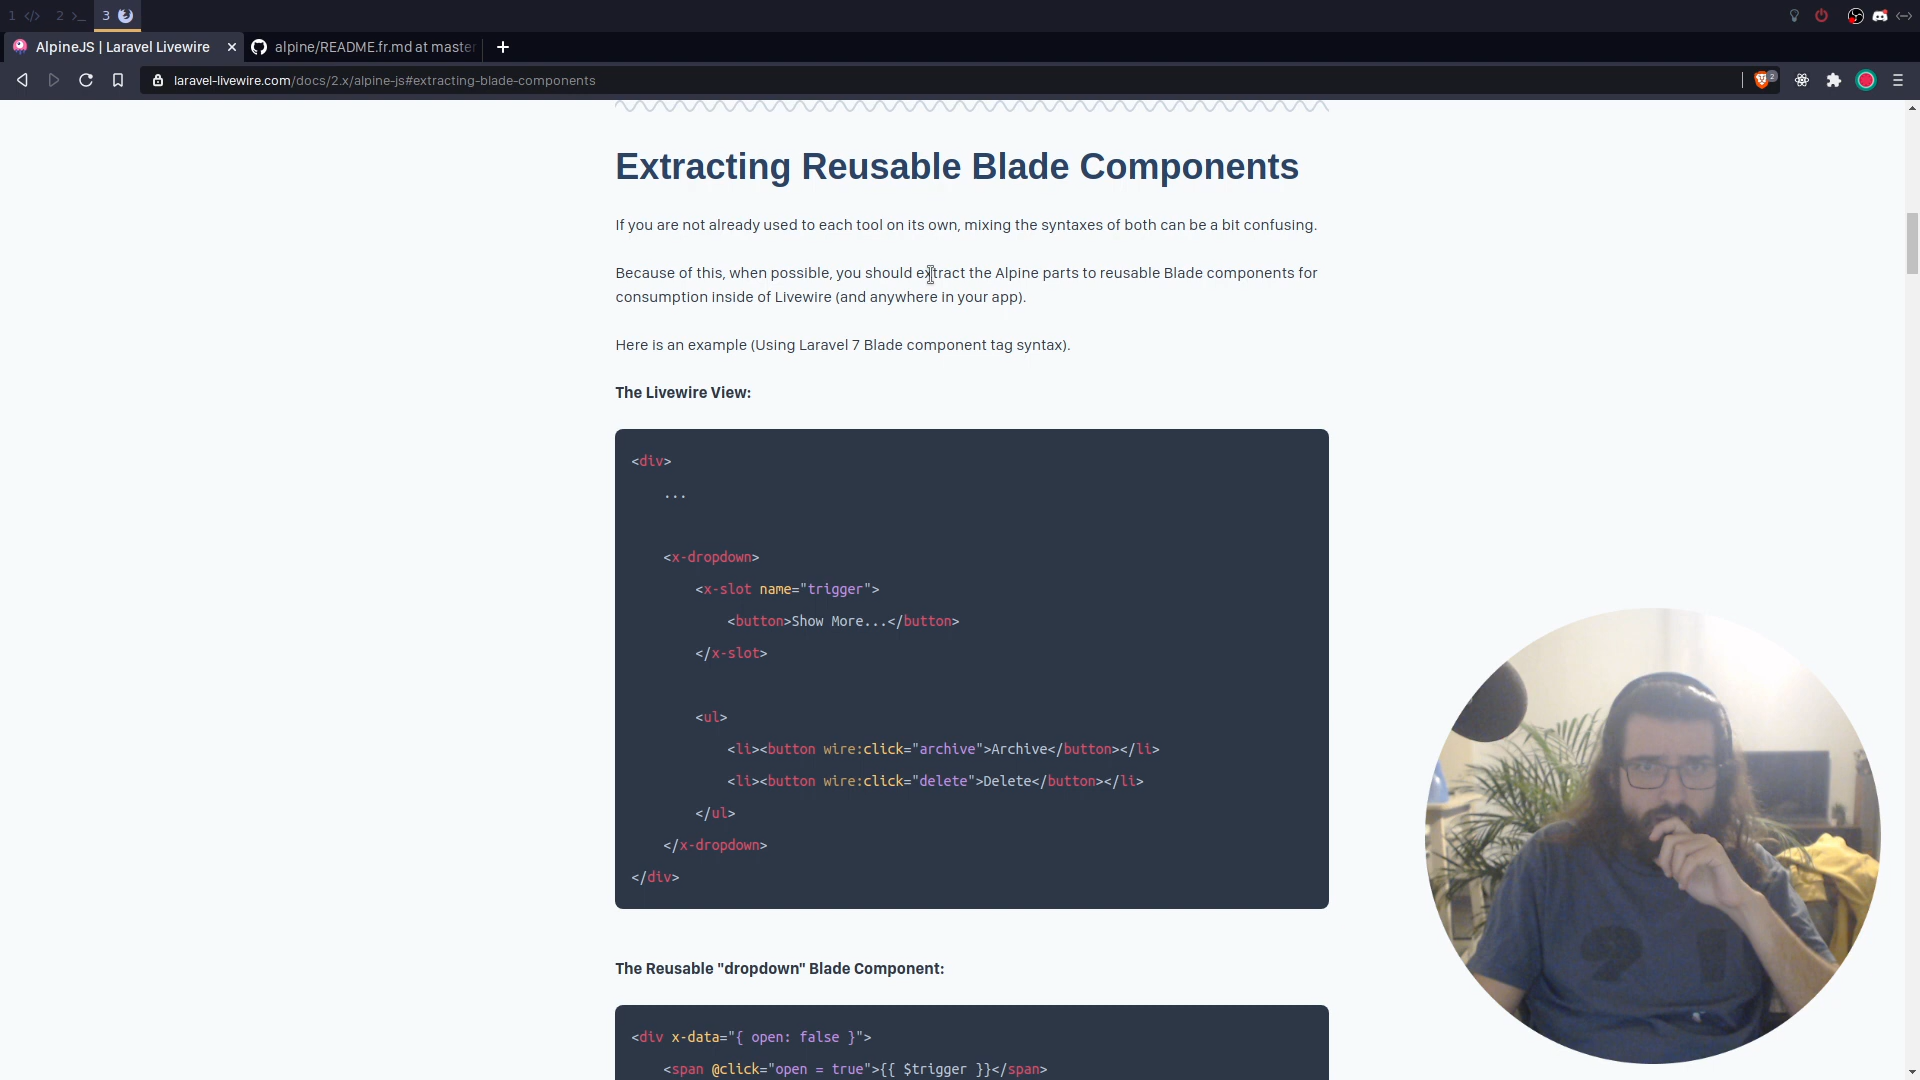 1 </> 2 >_ 3
AlpineJS | Laravel Livewire
alpine/README.fr.md at master
laravel-livewire.com/docs/2.x/alpine-js#extracting-blade-components
2
Extracting Reusable Blade Components
If you are not already used to each tool on its own, mixing the syntaxes of both can be a bit confusing.
Because of this, when possible, you should extract the Alpine parts to reusable Blade components for
consumption inside of Livewire (and anywhere in your app).
Here is an example (Using Laravel 7 Blade component tag syntax).
The Livewire View:
<div>
...
<x-dropdown>
<x-slot name="trigger">
<button>Show More...</button>
</x-slot>
<ul>
<li><button wire:click="archive">Archive</button></li>
<li><button wire:click="delete">Delete</button></li>
</ul>
</x-dropdown>
</div>
The Reusable "dropdown" Blade Component:
<div x-data="{ open: false }">
<span @click="open = true">{{ $trigger }}</span>